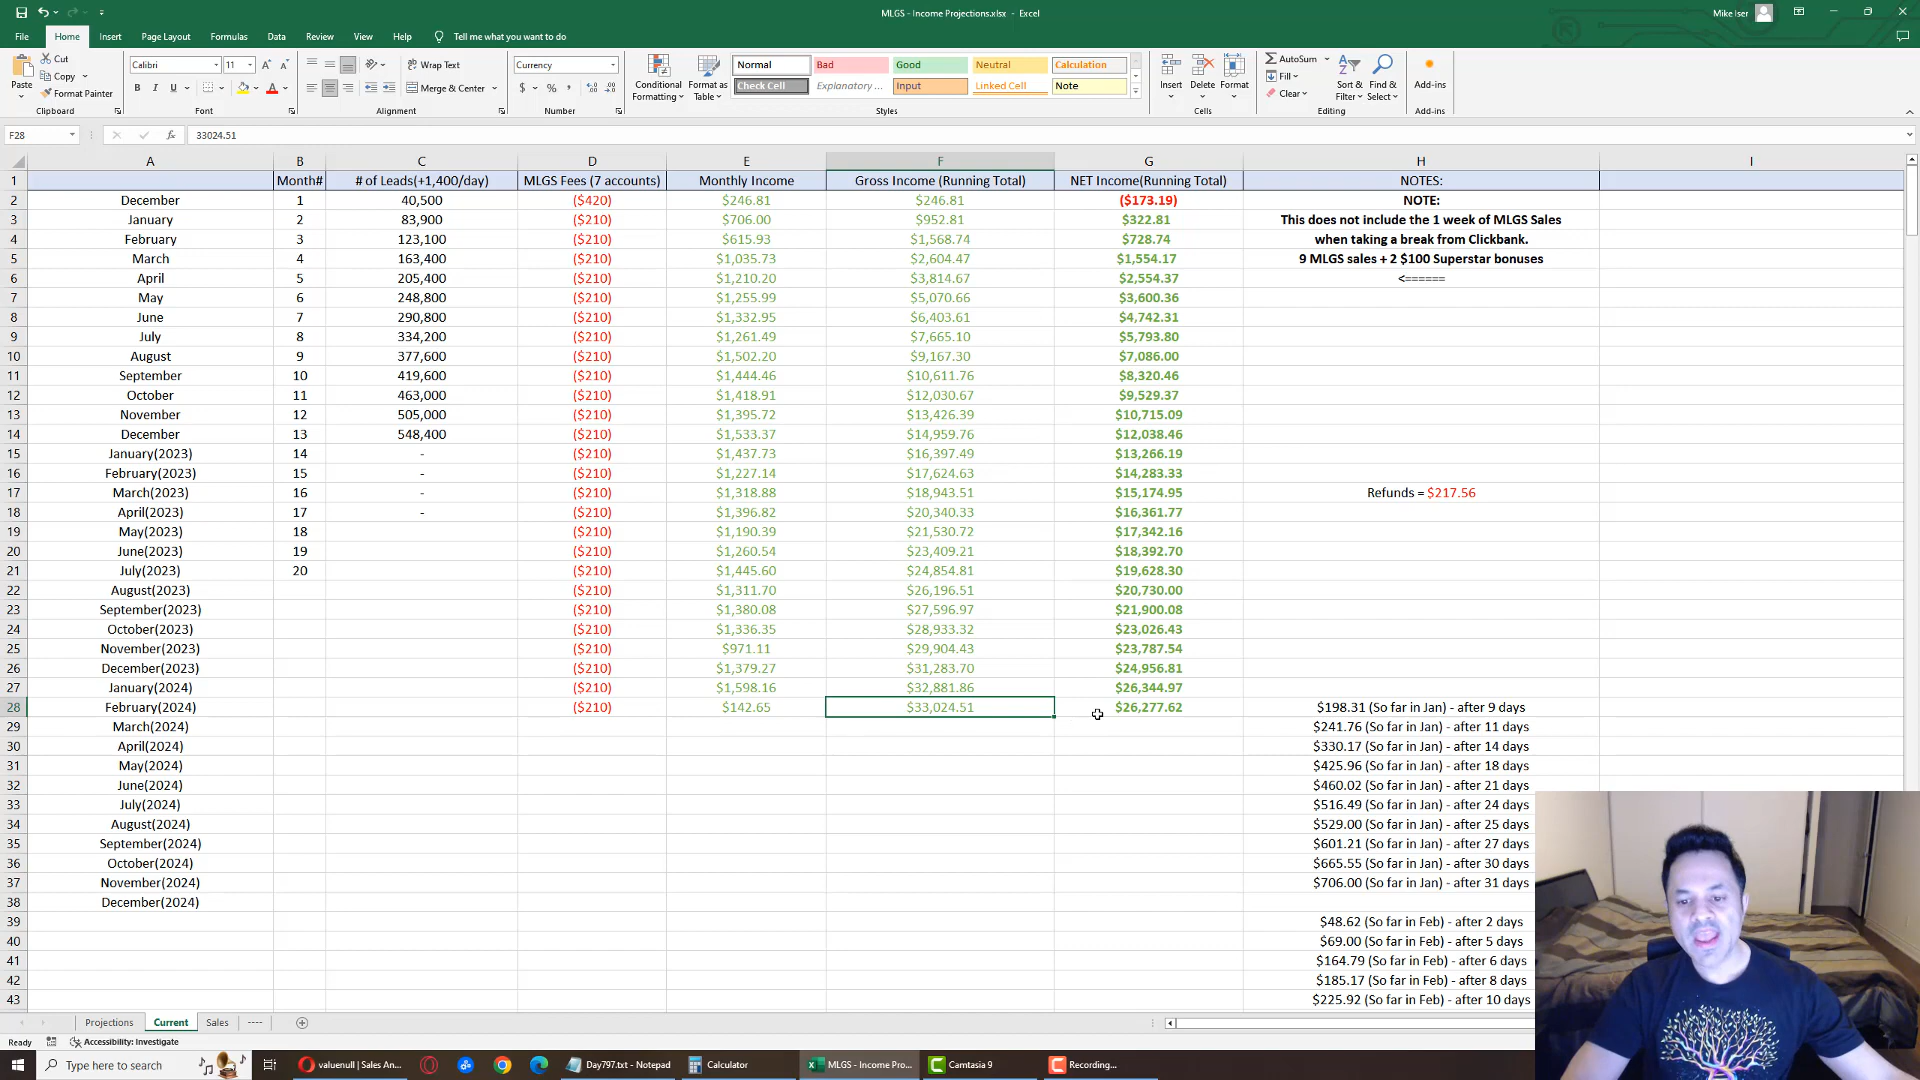 MLGS - Income Projections.xlsx - Excel
Mike Iser
File Home Insert Page Layout Formulas Data Review View Help Tell me what you want to do
Paste
Cut
Copy
Format Painter
Clipboard
Calibri 11
B I U
Font
Wrap Text
Merge & Center
Alignment
Currency
$ % ,
Number
Conditional Formatting
Format as Table
Normal Bad Good Neutral Calculation
Check Cell Explanatory ... Input Linked Cell Note
Styles
Insert Delete Format
Cells
AutoSum
Fill
Clear
Sort & Filter
Find & Select
Editing
Add-ins
Add-ins
F28 fx 33024.51
A B C D E F G H I
1 Month# # of Leads(+1,400/day) MLGS Fees (7 accounts) Monthly Income Gross Income (Running Total) NET Income(Running Total) NOTES:
2 December 1 40,500 ($420) $246.81 $246.81 ($173.19) NOTE:
3 January 2 83,900 ($210) $706.00 $952.81 $322.81 This does not include the 1 week of MLGS Sales
4 February 3 123,100 ($210) $615.93 $1,568.74 $728.74 when taking a break from Clickbank.
5 March 4 163,400 ($210) $1,035.73 $2,604.47 $1,554.17 9 MLGS sales + 2 $100 Superstar bonuses
6 April 5 205,400 ($210) $1,210.20 $3,814.67 $2,554.37 <======
7 May 6 248,800 ($210) $1,255.99 $5,070.66 $3,600.36
8 June 7 290,800 ($210) $1,332.95 $6,403.61 $4,742.31
9 July 8 334,200 ($210) $1,261.49 $7,665.10 $5,793.80
10 August 9 377,600 ($210) $1,502.20 $9,167.30 $7,086.00
11 September 10 419,600 ($210) $1,444.46 $10,611.76 $8,320.46
12 October 11 463,000 ($210) $1,418.91 $12,030.67 $9,529.37
13 November 12 505,000 ($210) $1,395.72 $13,426.39 $10,715.09
14 December 13 548,400 ($210) $1,533.37 $14,959.76 $12,038.46
15 January(2023) 14 - ($210) $1,437.73 $16,397.49 $13,266.19
16 February(2023) 15 - ($210) $1,227.14 $17,624.63 $14,283.33
17 March(2023) 16 - ($210) $1,318.88 $18,943.51 $15,174.95 Refunds = $217.56
18 April(2023) 17 - ($210) $1,396.82 $20,340.33 $16,361.77
19 May(2023) 18 ($210) $1,190.39 $21,530.72 $17,342.16
20 June(2023) 19 ($210) $1,260.54 $23,409.21 $18,392.70
21 July(2023) 20 ($210) $1,445.60 $24,854.81 $19,628.30
22 August(2023) ($210) $1,311.70 $26,196.51 $20,730.00
23 September(2023) ($210) $1,380.08 $27,596.97 $21,900.08
24 October(2023) ($210) $1,336.35 $28,933.32 $23,026.43
25 November(2023) ($210) $971.11 $29,904.43 $23,787.54
26 December(2023) ($210) $1,379.27 $31,283.70 $24,956.81
27 January(2024) ($210) $1,598.16 $32,881.86 $26,344.97
28 February(2024) ($210) $142.65 $33,024.51 $26,277.62 $198.31 (So far in Jan) - after 9 days
29 March(2024) $241.76 (So far in Jan) - after 11 days
30 April(2024) $330.17 (So far in Jan) - after 14 days
31 May(2024) $425.96 (So far in Jan) - after 18 days
32 June(2024) $460.02 (So far in Jan) - after 21 days
33 July(2024) $516.49 (So far in Jan) - after 24 days
34 August(2024) $529.00 (So far in Jan) - after 25 days
35 September(2024) $601.21 (So far in Jan) - after 27 days
36 October(2024) $665.55 (So far in Jan) - after 30 days
37 November(2024) $706.00 (So far in Jan) - after 31 days
38 December(2024)
39 $48.62 (So far in Feb) - after 2 days
40 $69.00 (So far in Feb) - after 5 days
41 $164.79 (So far in Feb) - after 6 days
42 $185.17 (So far in Feb) - after 8 days
43 $225.92 (So far in Feb) - after 10 days
Projections Current Sales ----
Ready Accessibility: Investigate
Type here to search
valuenull | Sales An...
Day797.txt - Notepad
Calculator
MLGS - Income Pro...
Camtasia 9
Recording...